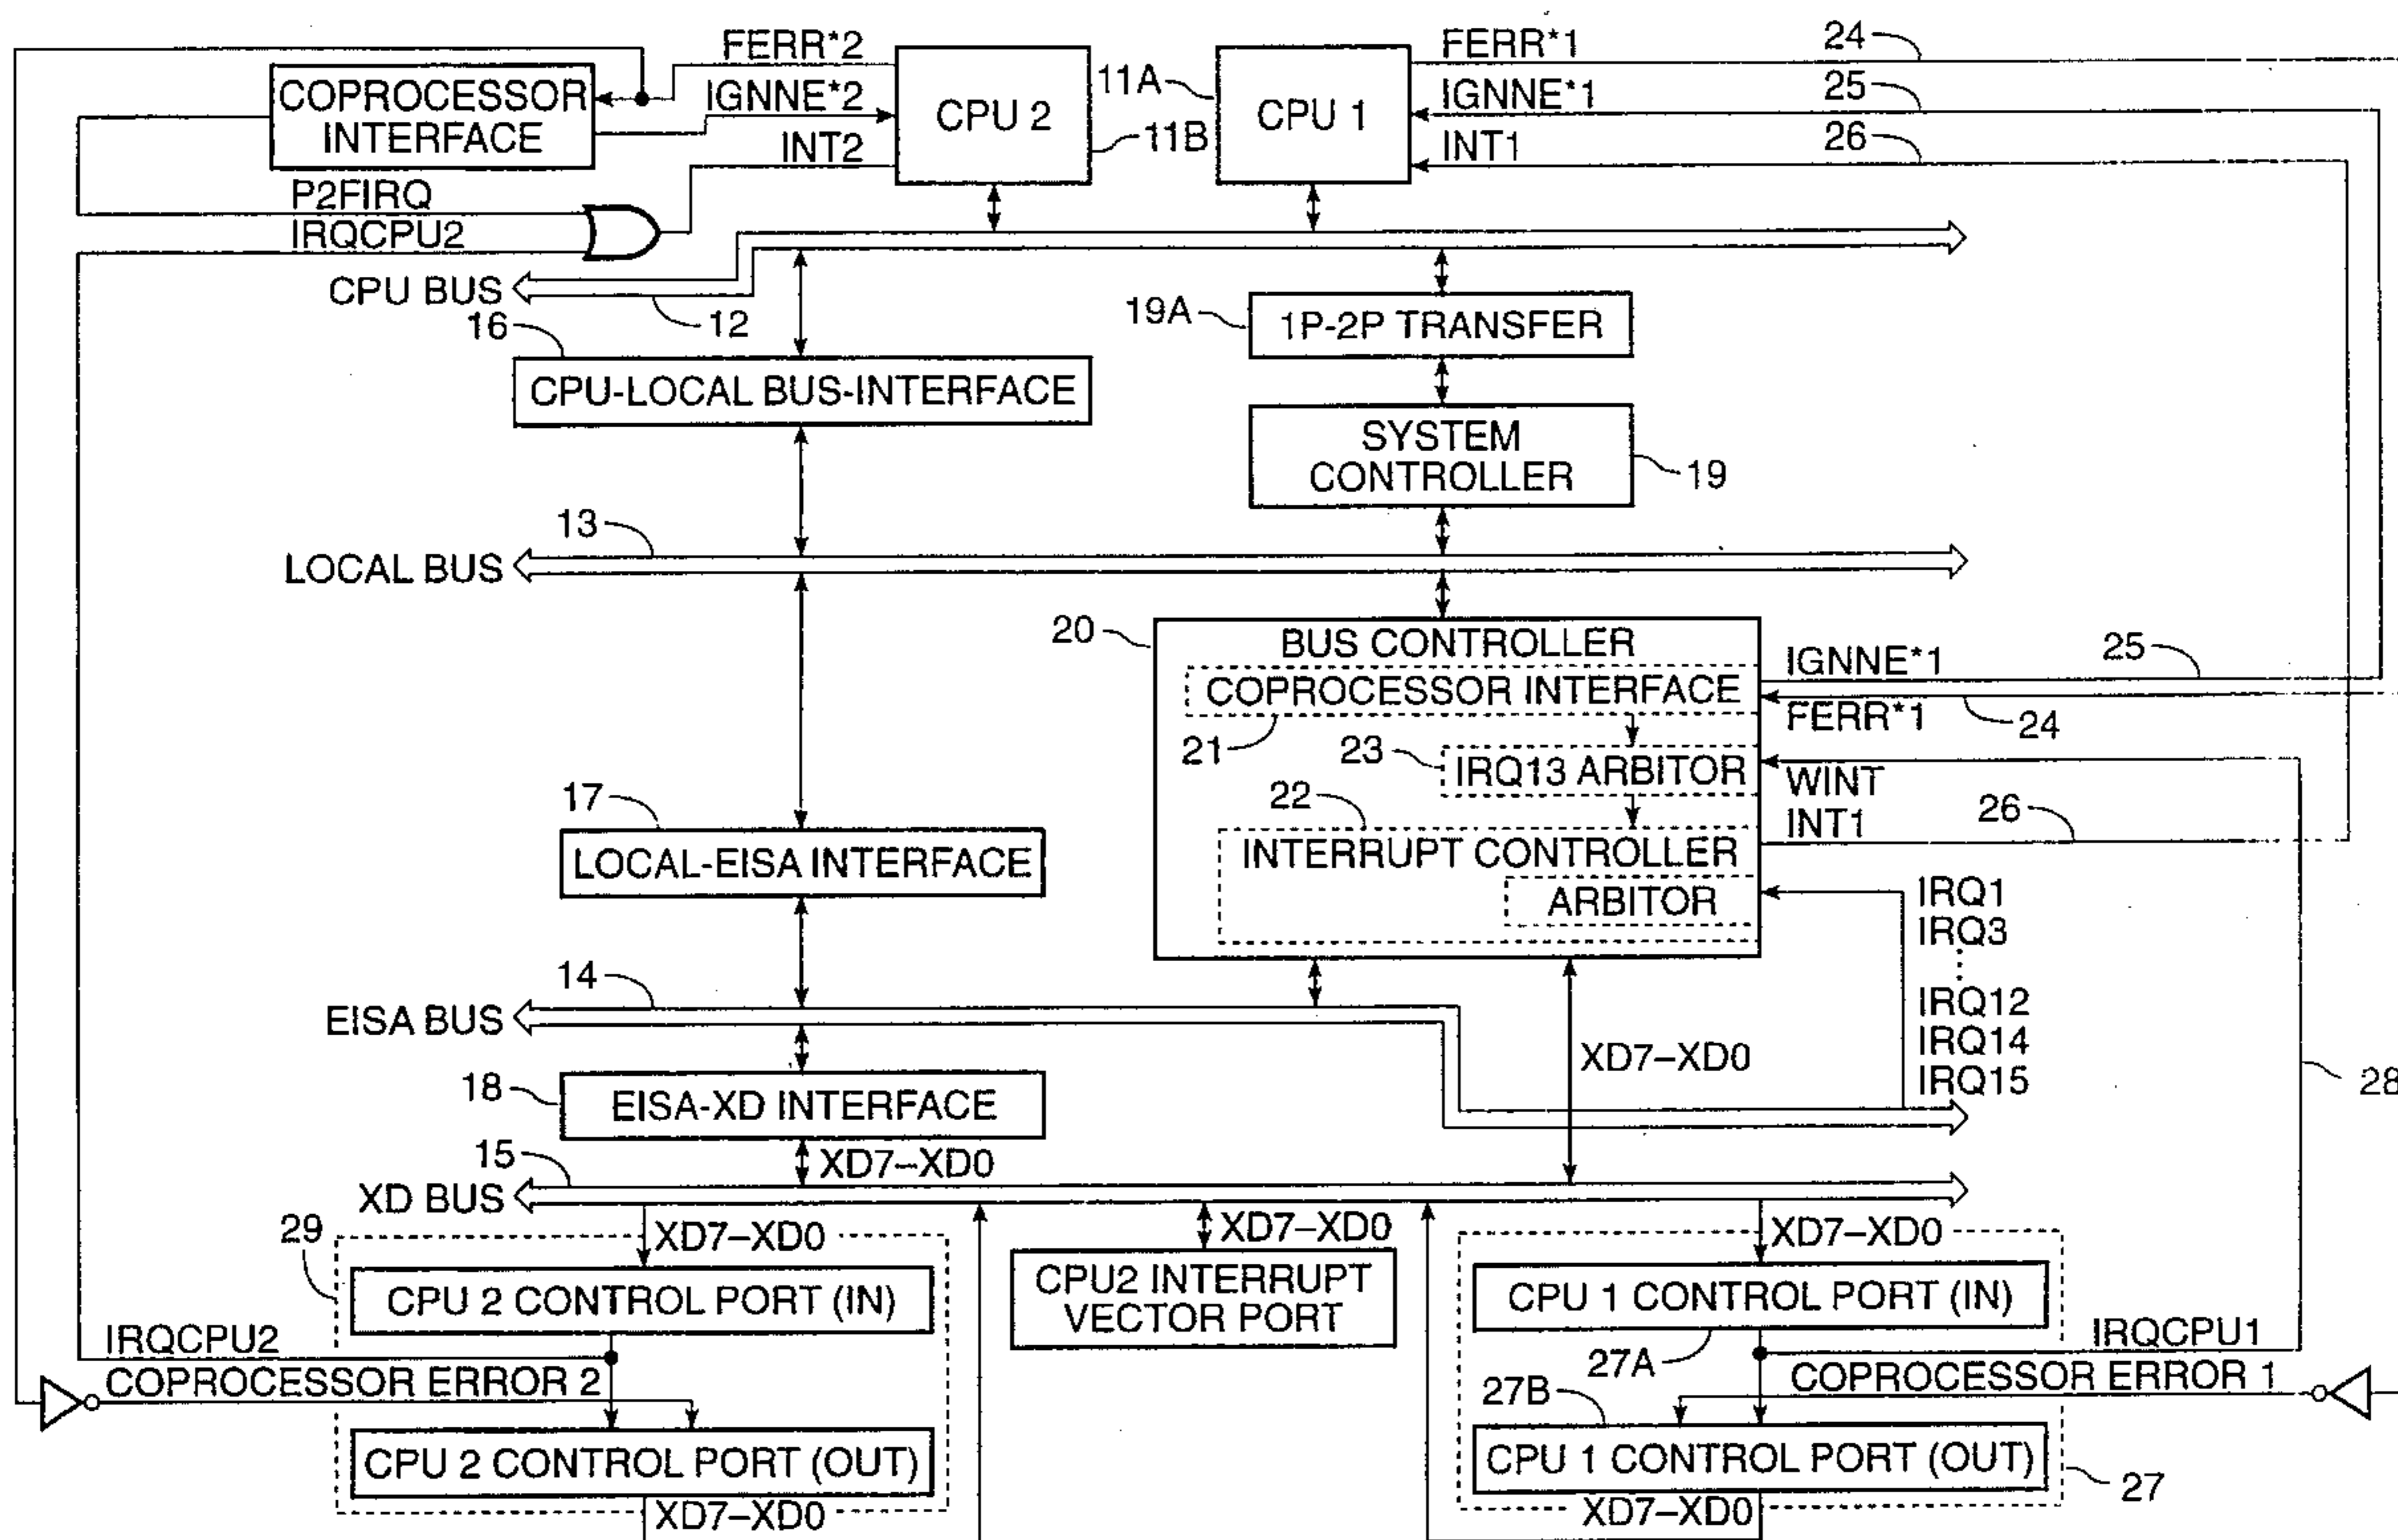 FERR*2
FERR*1
24
COPROCESSOR
INTERFACE
IGNNE*2
CPU 2
11A
11B
CPU 1
IGNNE*1
25
INT2
INT1
26
P2FIRQ
IRQCPU2
CPU BUS
12
16
19A
1P-2P TRANSFER
CPU-LOCAL BUS-INTERFACE
SYSTEM
CONTROLLER
19
13
LOCAL BUS
20
BUS CONTROLLER
IGNNE*1
25
COPROCESSOR INTERFACE
FERR*1
24
21
23
IRQ13 ARBITOR
WINT
22
INT1
26
17
LOCAL-EISA INTERFACE
INTERRUPT CONTROLLER
ARBITOR
IRQ1
IRQ3
IRQ12
IRQ14
IRQ15
14
EISA BUS
XD7–XD0
28
18
EISA-XD INTERFACE
15
XD7–XD0
XD BUS
29
XD7–XD0
XD7–XD0
XD7–XD0
CPU 2 CONTROL PORT (IN)
CPU2 INTERRUPT
VECTOR PORT
CPU 1 CONTROL PORT (IN)
IRQCPU2
IRQCPU1
27A
COPROCESSOR ERROR 2
COPROCESSOR ERROR 1
27B
CPU 2 CONTROL PORT (OUT)
CPU 1 CONTROL PORT (OUT)
27
XD7–XD0
XD7–XD0